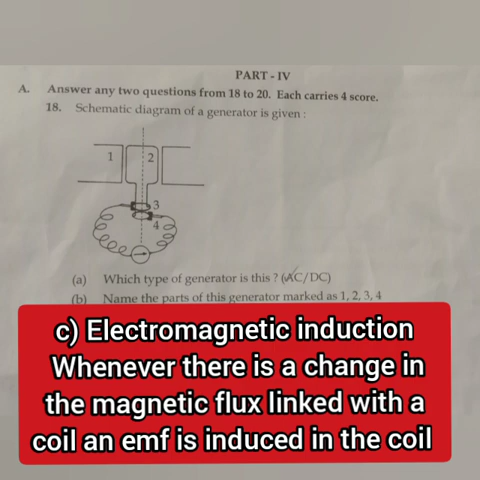 PART - IV
A. Answer any two questions from 18 to 20. Each carries 4 score.
18. Schematic diagram of a generator is given :
1
2
3
4
(a) Which type of generator is this ? (AC/DC)
(b) Name the parts of this generator marked as 1, 2, 3, 4
c) Electromagnetic induction
Whenever there is a change in
the magnetic flux linked with a
coil an emf is induced in the coil